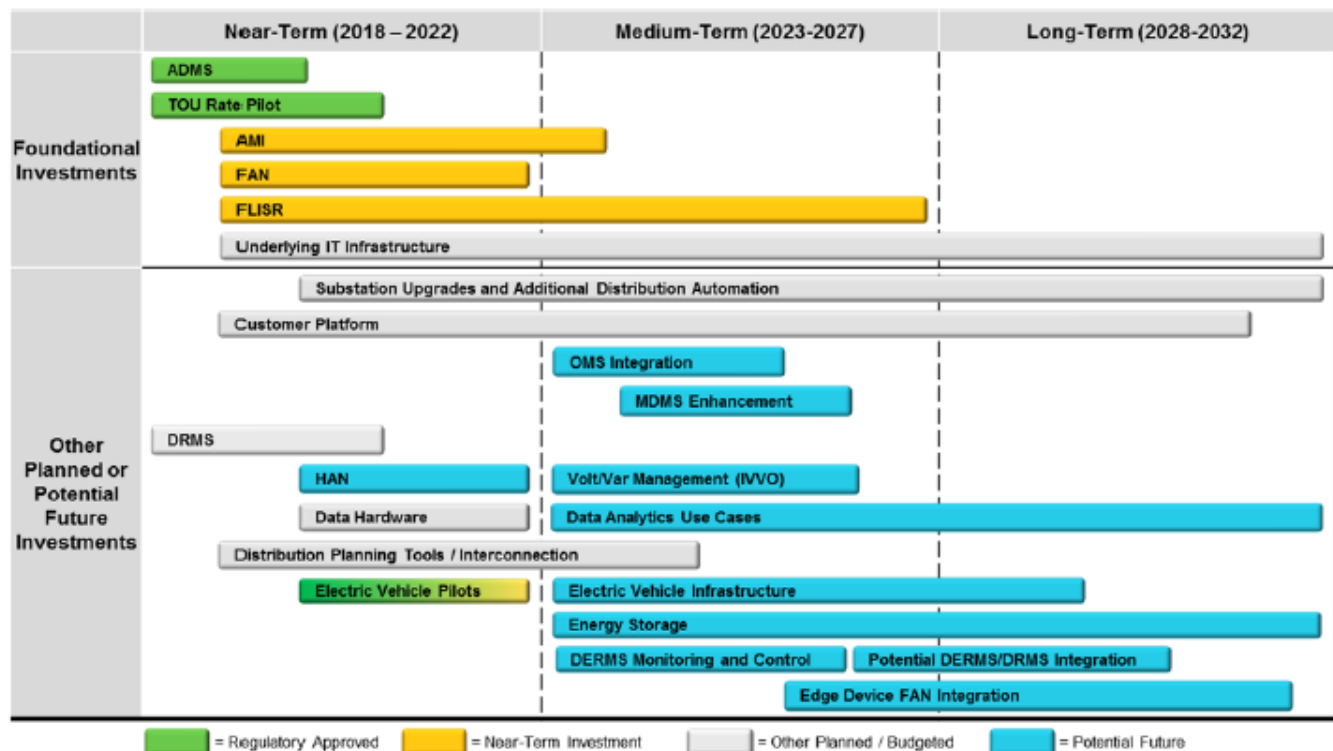 Near-Term (2018 – 2022)
Medium-Term (2023-2027)
Long-Term (2028-2032)
Foundational
Investments
ADMS
TOU Rate Pilot
AMI
FAN
FLISR
Underlying IT Infrastructure
Other
Planned or
Potential
Future
Investments
Substation Upgrades and Additional Distribution Automation
Customer Platform
OMS Integration
MDMS Enhancement
DRMS
HAN
Volt/Var Management (IVVO)
Data Hardware
Data Analytics Use Cases
Distribution Planning Tools / Interconnection
Electric Vehicle Pilots
Electric Vehicle Infrastructure
Energy Storage
DERMS Monitoring and Control
Potential DERMS/DRMS Integration
Edge Device FAN Integration
= Regulatory Approved
= Near-Term Investment
= Other Planned / Budgeted
= Potential Future